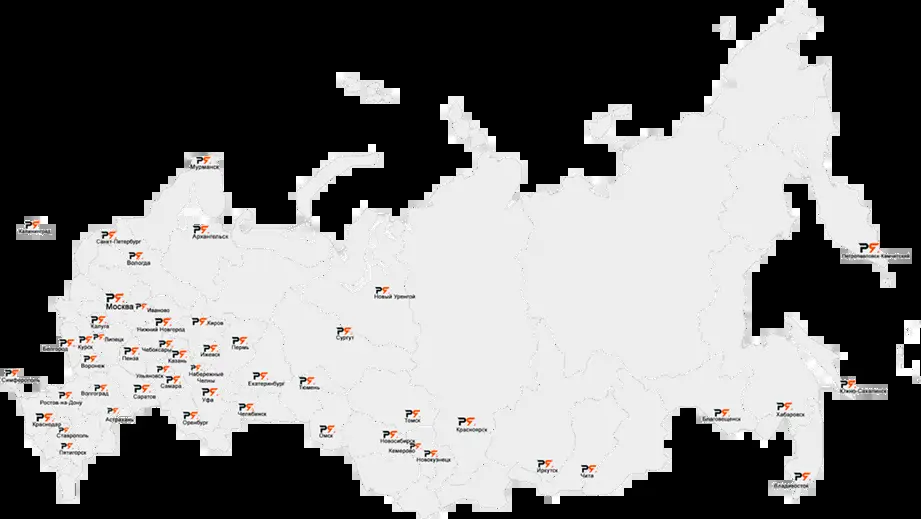 Мурманск
Калининград
Санкт-Петербург
Архангельск
Вологда
Петропавловск-Камчатский
Новый Уренгой
Москва
Иваново
Калуга
Нижний Новгород
Киров
Сургут
Белгород
Курск
Липецк
Чебоксары
Ижевск
Пермь
Воронеж
Пенза
Казань
Симферополь
Ульяновск
Набережные
Челны
Екатеринбург
Тюмень
Самара
Южно-Сахалинск
Волгоград
Саратов
Уфа
Ростов-на-Дону
Челябинск
Астрахань
Краснодар
Оренбург
Томск
Красноярск
Благовещенск
Хабаровск
Ставрополь
Омск
Новосибирск
Пятигорск
Кемерово
Новокузнецк
Иркутск
Чита
Владивосток